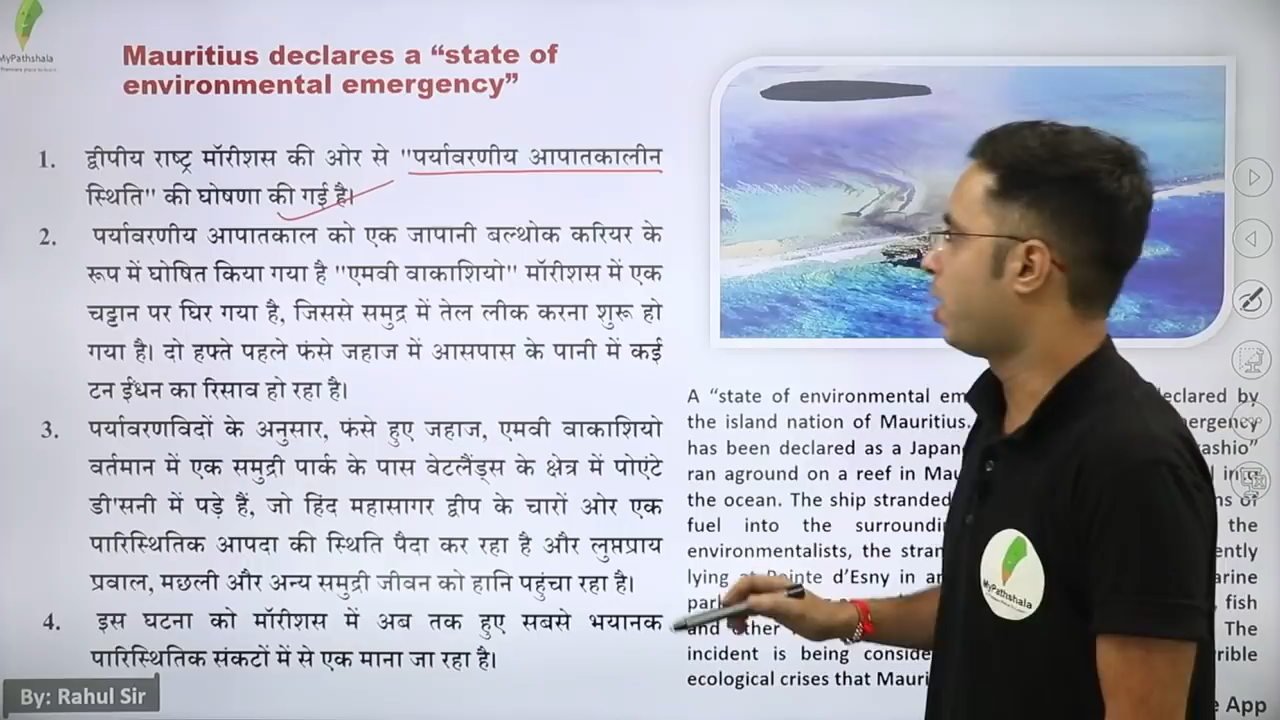 MyPathshala
Mauritius declares a “state of
environmental emergency”
1. द्वीपीय राष्ट्र मॉरीशस की ओर से "पर्यावरणीय आपातकालीन
स्थिति" की घोषणा की गई है।
2. पर्यावरणीय आपातकाल को एक जापानी बल्थोक करियर के
रूप में घोषित किया गया है "एमवी वाकाशियो" मॉरीशस में एक
चट्टान पर घिर गया है, जिससे समुद्र में तेल लीक करना शुरू हो
गया है। दो हफ्ते पहले फंसे जहाज में आसपास के पानी में कई
टन ईंधन का रिसाव हो रहा है।
3. पर्यावरणविदों के अनुसार, फंसे हुए जहाज, एमवी वाकाशियो
वर्तमान में एक समुद्री पार्क के पास वेटलैंड्स के क्षेत्र में पोएंटे
डी'सनी में पड़े हैं, जो हिंद महासागर द्वीप के चारों ओर एक
पारिस्थितिक आपदा की स्थिति पैदा कर रहा है और लुप्तप्राय
प्रवाल, मछली और अन्य समुद्री जीवन को हानि पहुंचा रहा है।
4. इस घटना को मॉरीशस में अब तक हुए सबसे भयानक
पारिस्थितिक संकटों में से एक माना जा रहा है।
A “state of environmental em eclared by
the island nation of Mauritius. ergency
has been declared as a Japan ashio”
ran aground on a reef in Mau in
the ocean. The ship stranded ns of
fuel into the surroundi the
environmentalists, the stran ently
lying at Pointe d’Esny in ar arine
park fish
and other The
incident is being conside rrible
ecological crises that Mauri
MyPathshala
By: Rahul Sir
App